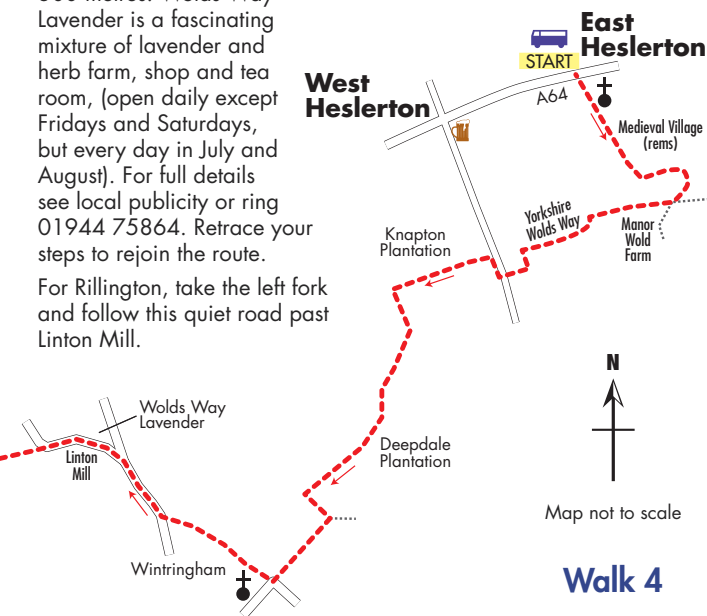 Lavender is a fascinating
mixture of lavender and
herb farm, shop and tea
room, (open daily except
Fridays and Saturdays,
but every day in July and
August). For full details
see local publicity or ring
01944 75864. Retrace your
steps to rejoin the route.
For Rillington, take the left fork
and follow this quiet road past
Linton Mill.
East
Heslerton
START
A64
West
Heslerton
Medieval Village
(rems)
Yorkshire
Wolds Way
Manor
Wold
Farm
Knapton
Plantation
Wolds Way
Lavender
Linton
Mill
Deepdale
Plantation
Wintringham
N
Map not to scale
Walk 4